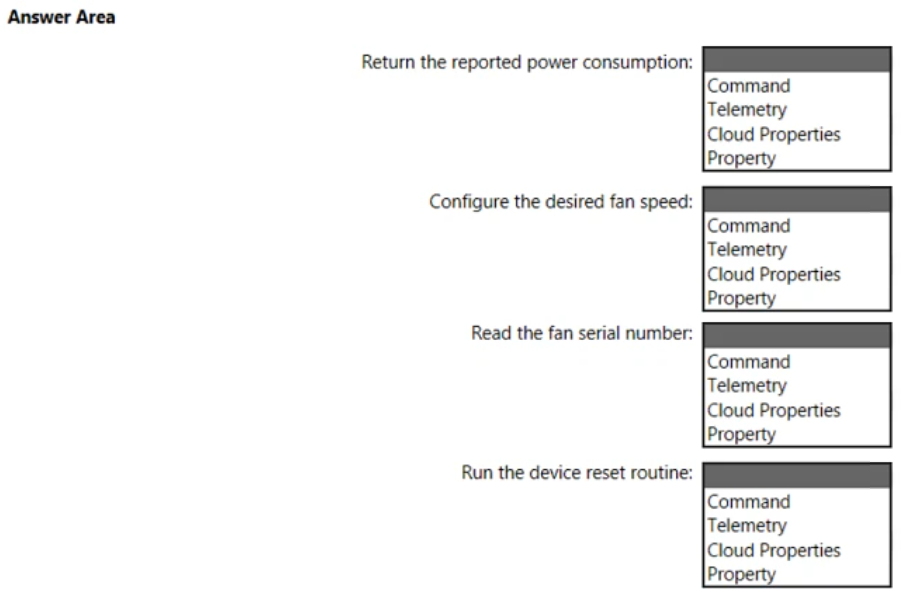 Answer Area
Return the reported power consumption:
Command
Telemetry
Cloud Properties
Property
Configure the desired fan speed:
Command
Telemetry
Cloud Properties
Property
Read the fan serial number:
Command
Telemetry
Cloud Properties
Property
Run the device reset routine:
Command
Telemetry
Cloud Properties
Property